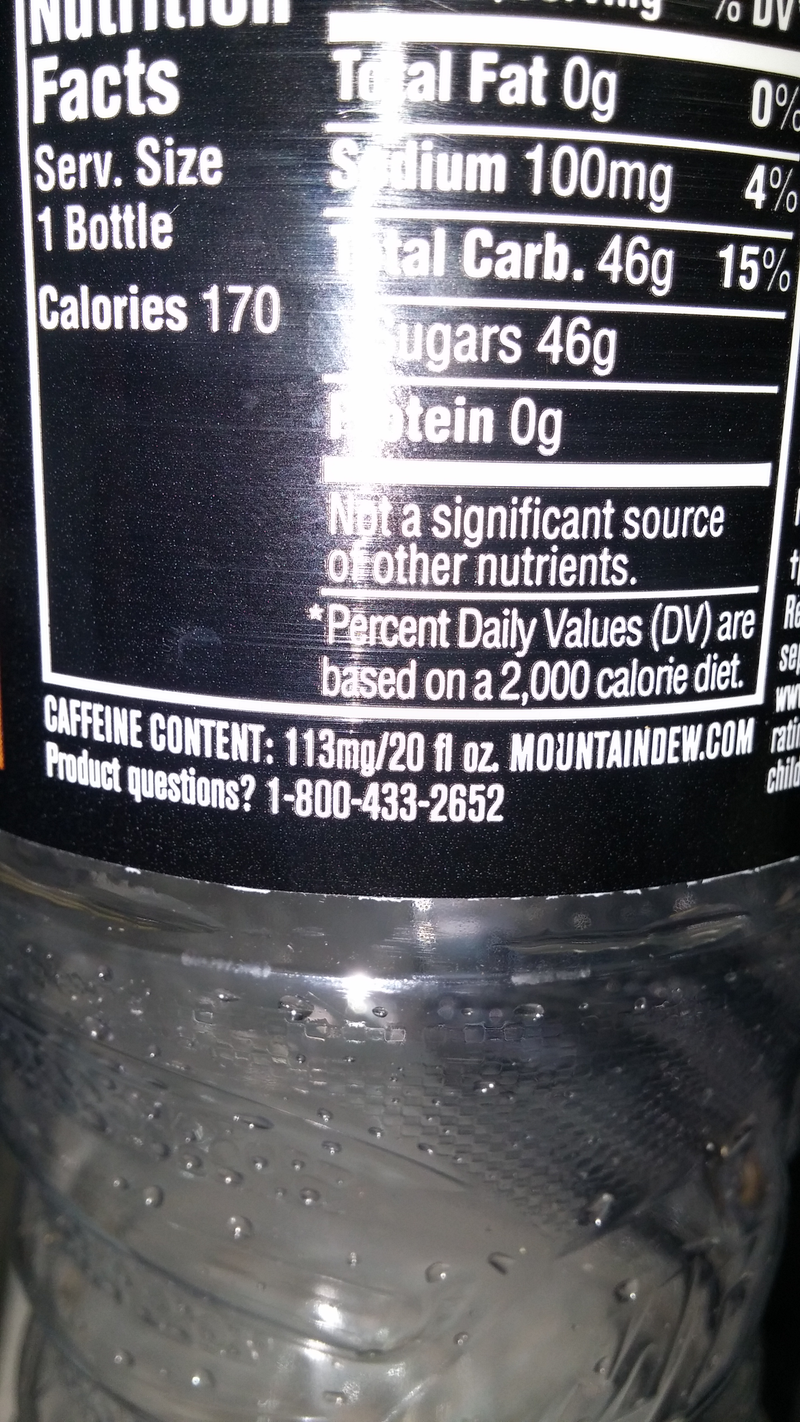 Nutrition
Facts
Serv. Size
1 Bottle
Calories 170
% DV
Total Fat 0g 0%
Sodium 100mg 4%
Total Carb. 46g 15%
Sugars 46g
Protein 0g
Not a significant source
of other nutrients.
*Percent Daily Values (DV) are
based on a 2,000 calorie diet.
CAFFEINE CONTENT: 113mg/20 fl oz. MOUNTAINDEW.COM
Product questions? 1-800-433-2652